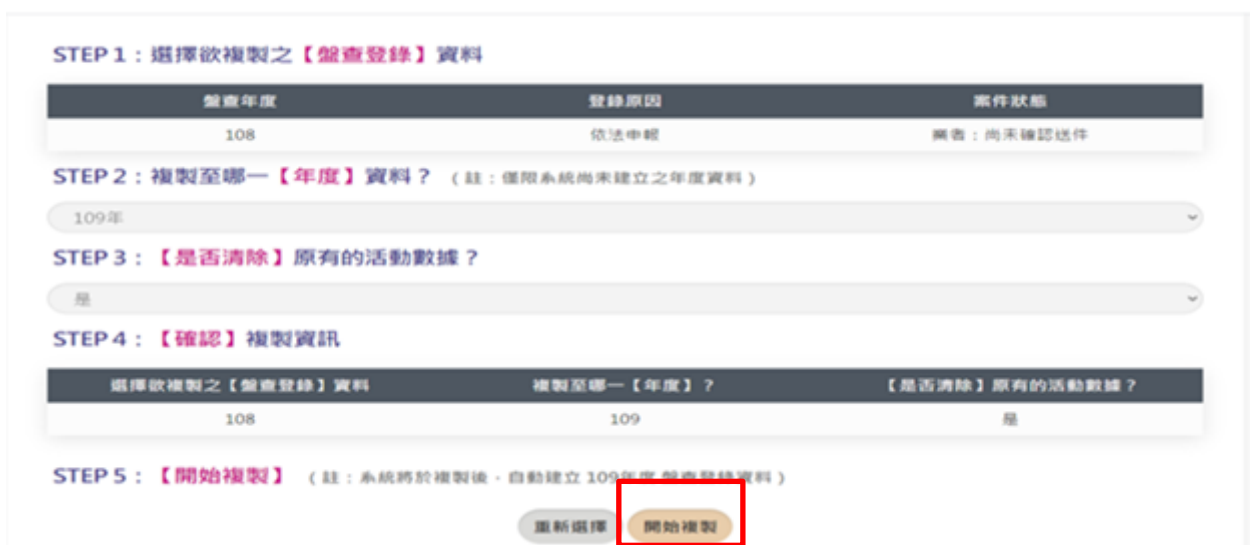 STEP 1：選擇欲複製之【盤查登錄】資料
盤查年度 登錄原因 案件狀態
108 依法申報 業者：尚未確認送件
STEP 2：複製至哪一【年度】資料？ （註：僅限系統尚未建立之年度資料）
109年
STEP 3：【是否清除】原有的活動數據？
是
STEP 4：【確認】複製資訊
選擇欲複製之【盤查登錄】資料 複製至哪一【年度】？ 【是否清除】原有的活動數據？
108 109 是
STEP 5：【開始複製】 （註：系統將於複製後，自動建立 109年度 盤查登錄資料）
重新選擇 開始複製